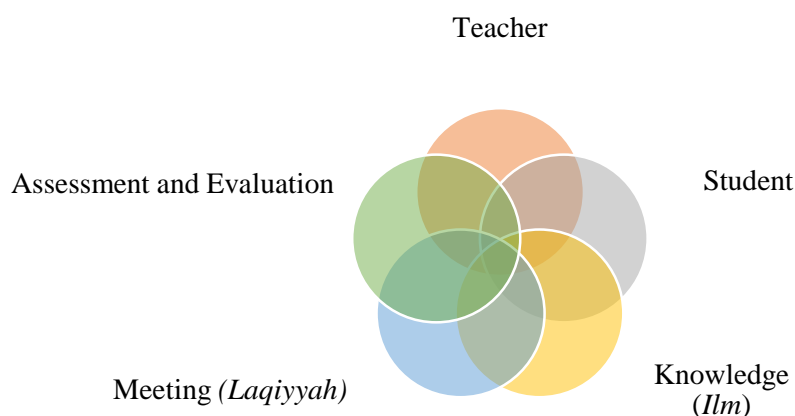 Teacher
Assessment and Evaluation
Student
Meeting (Laqiyyah)
Knowledge
(Ilm)